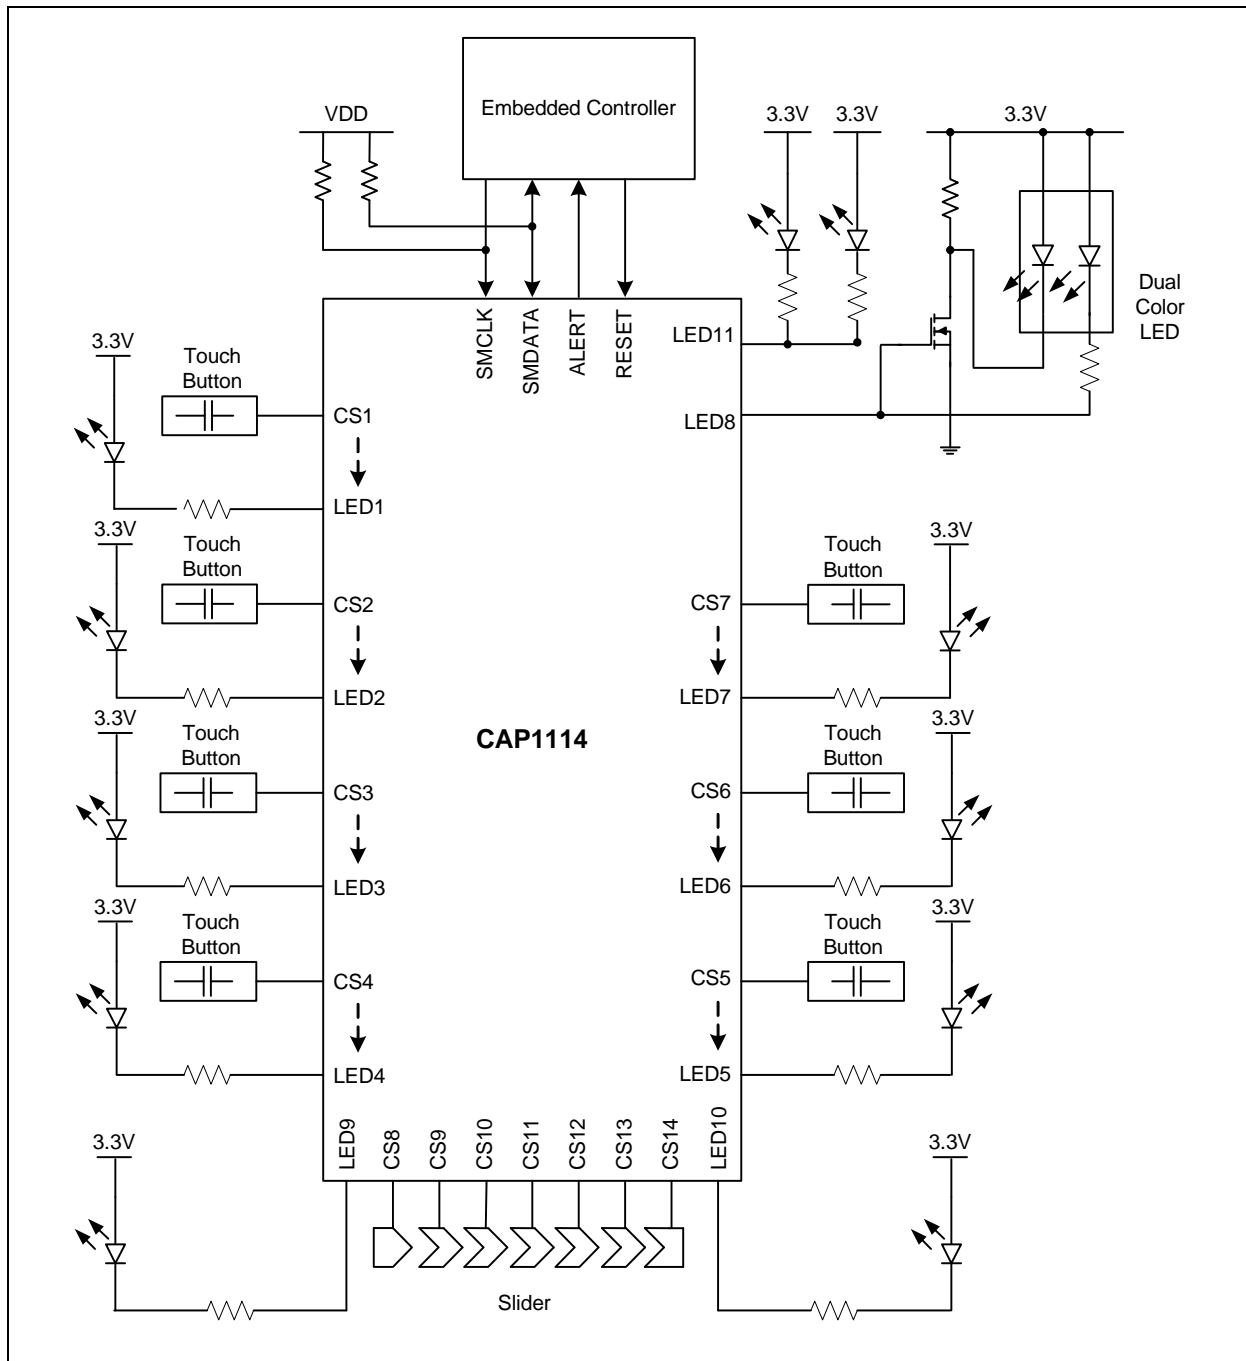 Embedded Controller
VDD
3.3V
3.3V
3.3V
Dual
Color
LED
SMCLK
SMDATA
ALERT
RESET
LED11
LED8
3.3V
Touch
Button
CS1
LED1
3.3V
Touch
Button
CS2
LED2
Touch
Button
3.3V
CS7
LED7
3.3V
Touch
Button
CS3
LED3
CAP1114
Touch
Button
3.3V
CS6
LED6
3.3V
Touch
Button
CS4
LED4
Touch
Button
3.3V
CS5
LED5
LED9
CS8
CS9
CS10
CS11
CS12
CS13
CS14
LED10
3.3V
3.3V
Slider